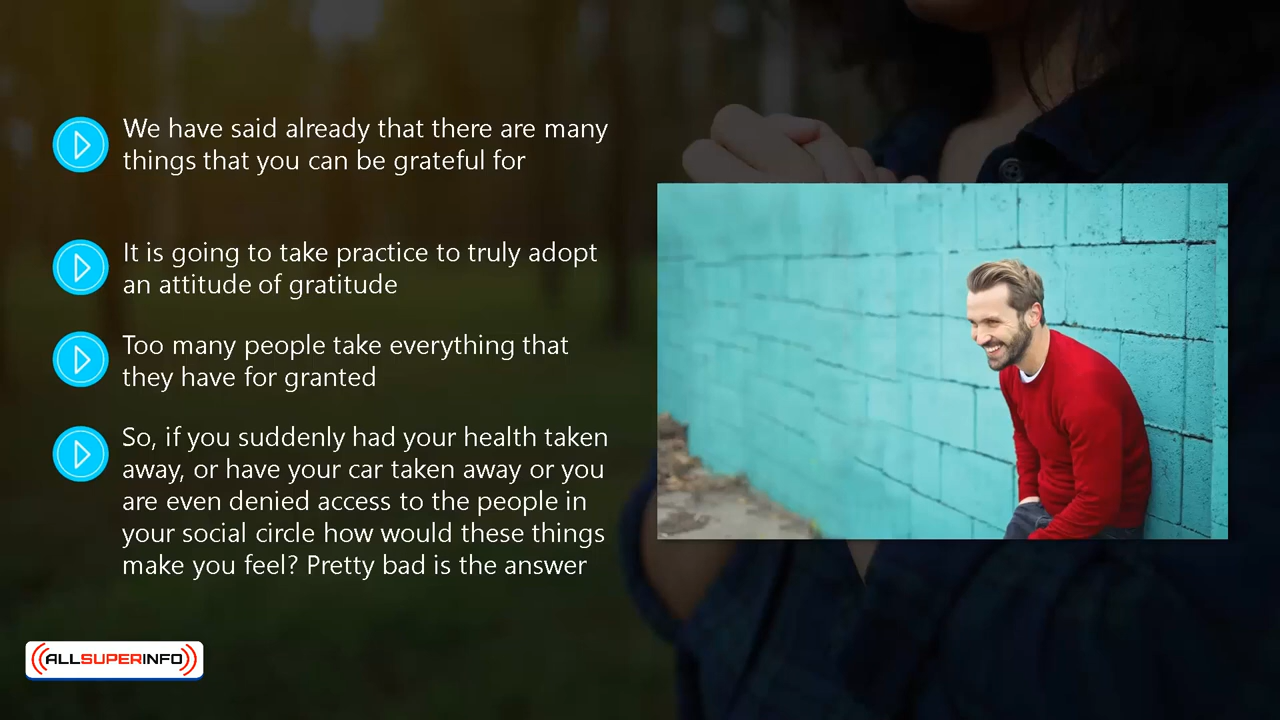 We have said already that there are many
things that you can be grateful for
It is going to take practice to truly adopt
an attitude of gratitude
Too many people take everything that
they have for granted
So, if you suddenly had your health taken
away, or have your car taken away or you
are even denied access to the people in
your social circle how would these things
make you feel? Pretty bad is the answer
ALLSUPERINFO